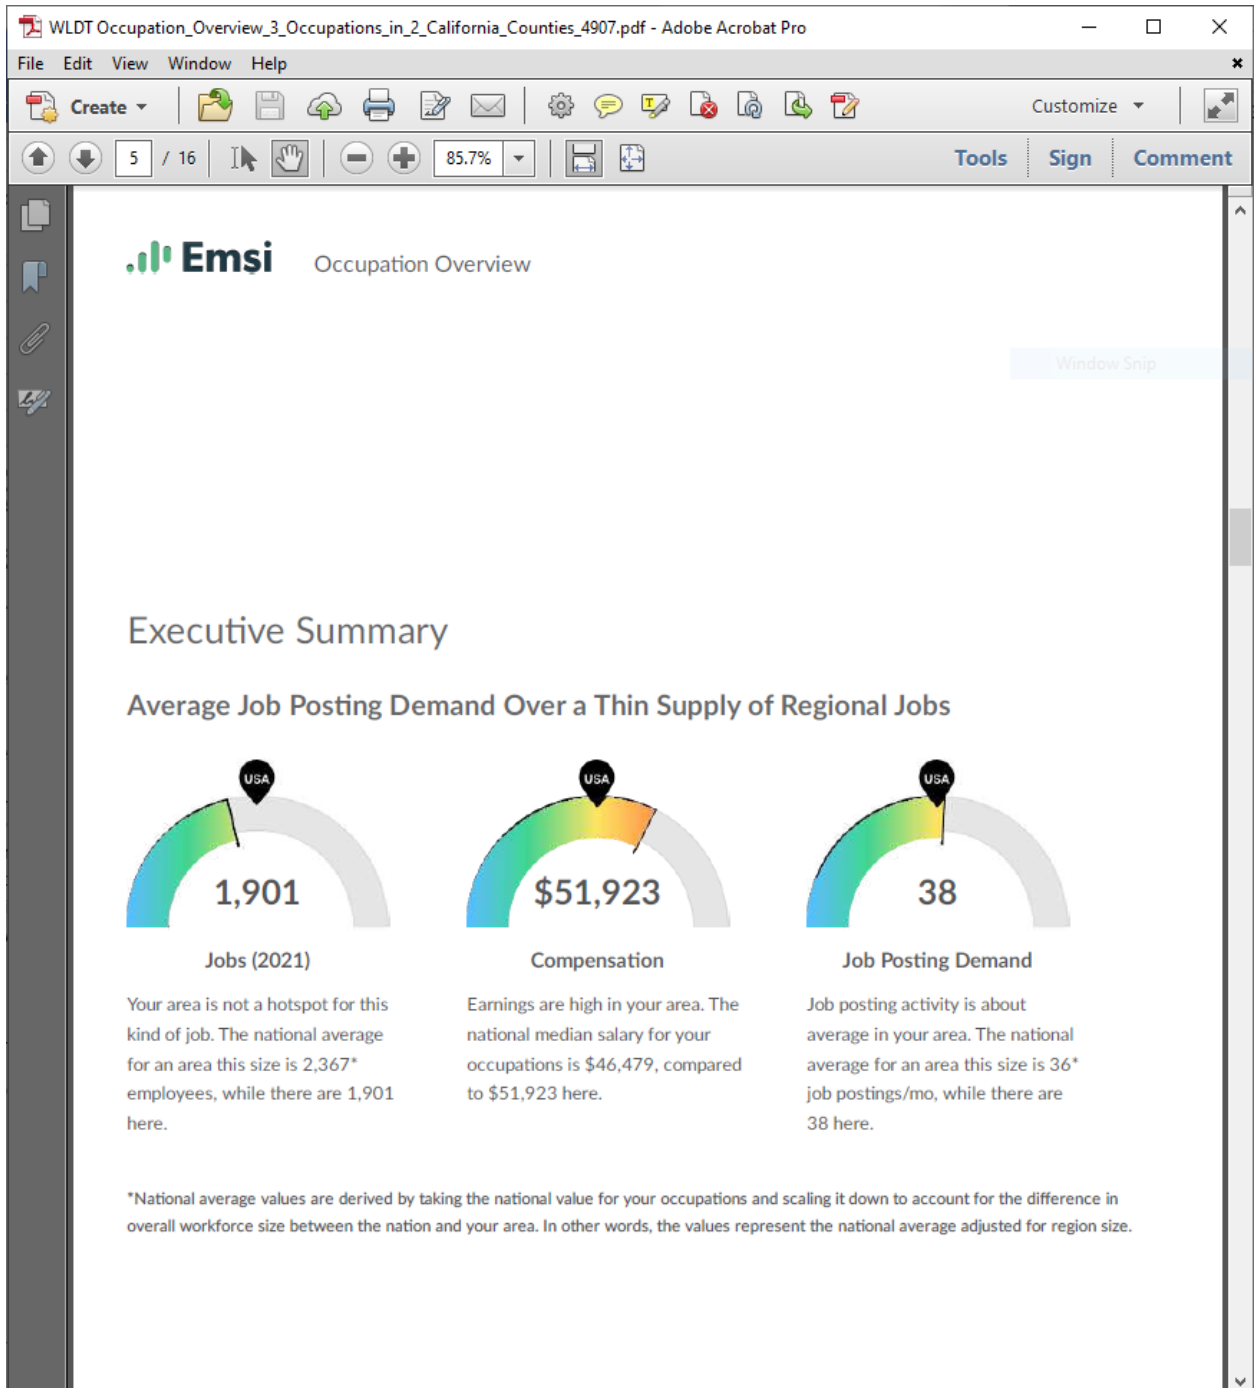 WLDT Occupation_Overview_3_Occupations_in_2_California_Counties_4907.pdf - Adobe Acrobat Pro
File Edit View Window Help
Create Customize
5 / 16 85.7% Tools Sign Comment
Emsi Occupation Overview
Window Snip
Executive Summary
Average Job Posting Demand Over a Thin Supply of Regional Jobs
USA
1,901
Jobs (2021)
Your area is not a hotspot for this
kind of job. The national average
for an area this size is 2,367*
employees, while there are 1,901
here.
USA
$51,923
Compensation
Earnings are high in your area. The
national median salary for your
occupations is $46,479, compared
to $51,923 here.
USA
38
Job Posting Demand
Job posting activity is about
average in your area. The national
average for an area this size is 36*
job postings/mo, while there are
38 here.
*National average values are derived by taking the national value for your occupations and scaling it down to account for the difference in
overall workforce size between the nation and your area. In other words, the values represent the national average adjusted for region size.